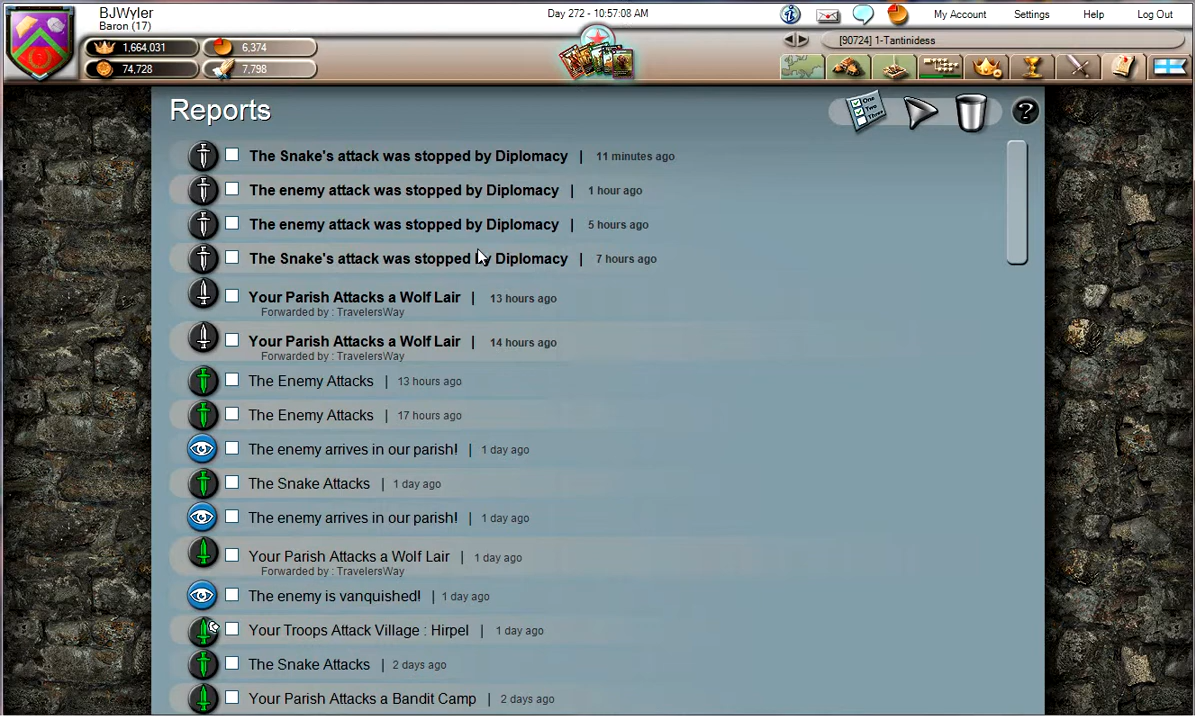 BJWyler
Baron (17)
1,664,031
6,374
74,728
7,798
Day 272 - 10:57:08 AM
My Account
Settings
Help
Log Out
[90724] 1-Tantinidess
Reports
One
Two
Three
?
The Snake's attack was stopped by Diplomacy | 11 minutes ago
The enemy attack was stopped by Diplomacy | 1 hour ago
The enemy attack was stopped by Diplomacy | 5 hours ago
The Snake's attack was stopped by Diplomacy | 7 hours ago
Your Parish Attacks a Wolf Lair | 13 hours ago
Forwarded by : TravelersWay
Your Parish Attacks a Wolf Lair | 14 hours ago
Forwarded by : TravelersWay
The Enemy Attacks | 13 hours ago
The Enemy Attacks | 17 hours ago
The enemy arrives in our parish! | 1 day ago
The Snake Attacks | 1 day ago
The enemy arrives in our parish! | 1 day ago
Your Parish Attacks a Wolf Lair | 1 day ago
Forwarded by : TravelersWay
The enemy is vanquished! | 1 day ago
Your Troops Attack Village : Hirpel | 1 day ago
The Snake Attacks | 2 days ago
Your Parish Attacks a Bandit Camp | 2 days ago